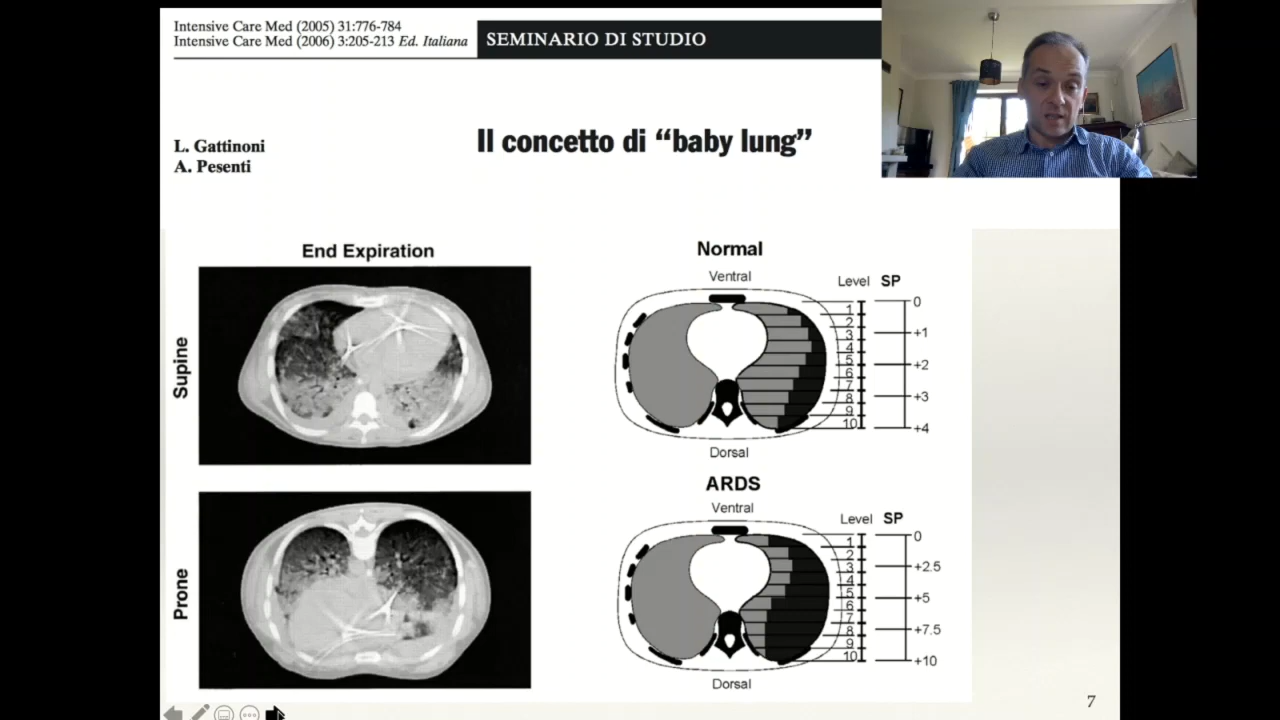 Intensive Care Med (2005) 31:776-784
Intensive Care Med (2006) 3:205-213 Ed. Italiana
SEMINARIO DI STUDIO
L. Gattinoni
A. Pesenti
Il concetto di “baby lung”
End Expiration
Supine
Prone
Normal
Ventral
Level SP
1
2
3
4
5
6
7
8
9
10
0
+1
+2
+3
+4
Dorsal
ARDS
Ventral
Level SP
1
2
3
4
5
6
7
8
9
10
0
+2.5
+5
+7.5
+10
Dorsal
7